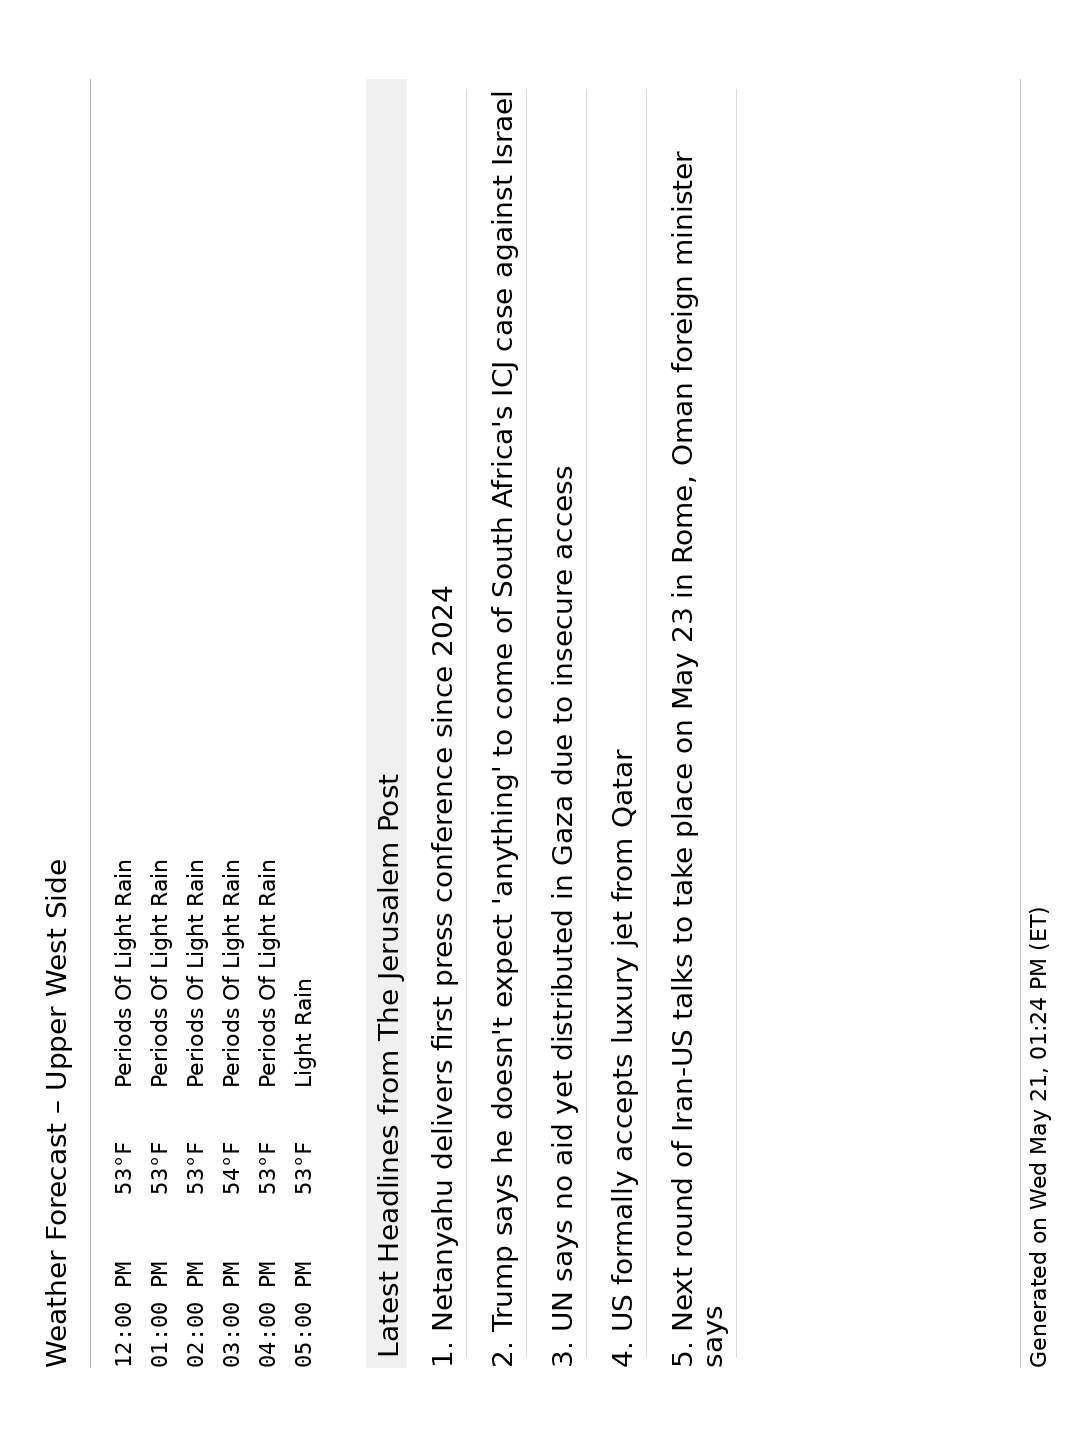 Weather Forecast – Upper West Side
12:00 PM 53°F Periods Of Light Rain
01:00 PM 53°F Periods Of Light Rain
02:00 PM 53°F Periods Of Light Rain
03:00 PM 54°F Periods Of Light Rain
04:00 PM 53°F Periods Of Light Rain
05:00 PM 53°F Light Rain
Latest Headlines from The Jerusalem Post
1. Netanyahu delivers first press conference since 2024
2. Trump says he doesn't expect 'anything' to come of South Africa's ICJ case against Israel
3. UN says no aid yet distributed in Gaza due to insecure access
4. US formally accepts luxury jet from Qatar
5. Next round of Iran-US talks to take place on May 23 in Rome, Oman foreign minister
says
Generated on Wed May 21, 01:24 PM (ET)